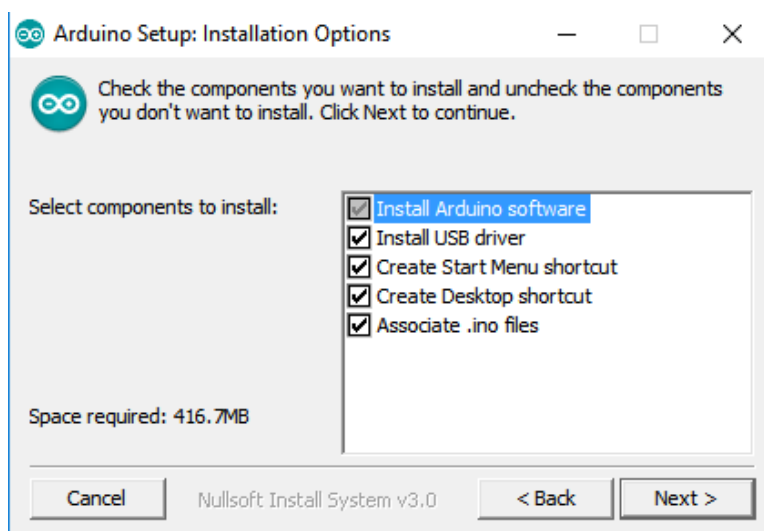 Arduino Setup: Installation Options
Check the components you want to install and uncheck the components
you don't want to install. Click Next to continue.
Select components to install:
Install Arduino software
Install USB driver
Create Start Menu shortcut
Create Desktop shortcut
Associate .ino files
Space required: 416.7MB
Cancel
Nullsoft Install System v3.0
< Back
Next >